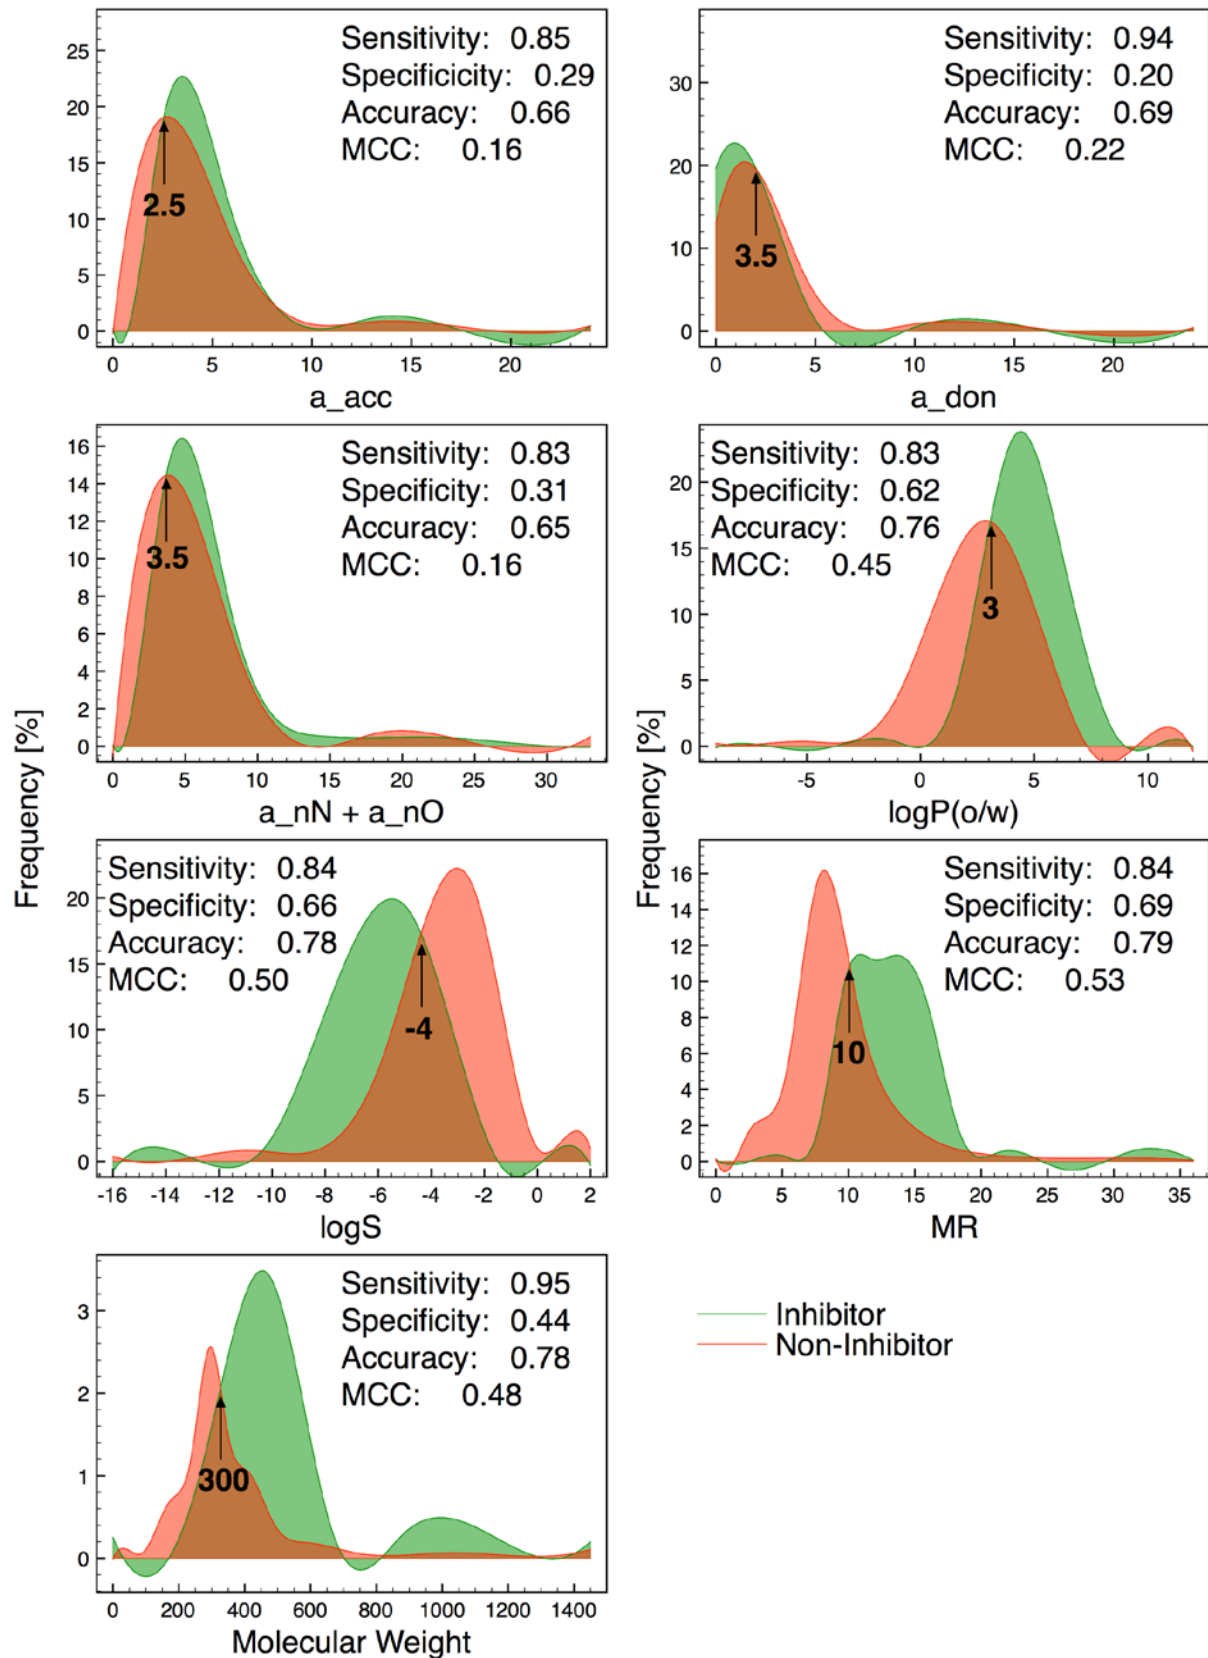 Sensitivity: 0.85
Specificicity: 0.29
Accuracy: 0.66
MCC: 0.16
2.5
25
20
15
10
5
0
0 5 10 15 20
a_acc
Sensitivity: 0.94
Specificity: 0.20
Accuracy: 0.69
MCC: 0.22
3.5
30
20
10
0
0 5 10 15 20
a_don
Sensitivity: 0.83
Specificity: 0.31
Accuracy: 0.65
MCC: 0.16
3.5
16
14
12
10
8
6
4
2
0
0 5 10 15 20 25 30
a_nN + a_nO
Sensitivity: 0.83
Specificity: 0.62
Accuracy: 0.76
MCC: 0.45
3
20
15
10
5
0
-5 0 5 10
logP(o/w)
Frequency [%]
Frequency [%]
Sensitivity: 0.84
Specificity: 0.66
Accuracy: 0.78
MCC: 0.50
-4
20
15
10
5
0
-16 -14 -12 -10 -8 -6 -4 -2 0 2
logS
Sensitivity: 0.84
Specificity: 0.69
Accuracy: 0.79
MCC: 0.53
10
16
14
12
10
8
6
4
2
0
0 5 10 15 20 25 30 35
MR
Sensitivity: 0.95
Specificity: 0.44
Accuracy: 0.78
MCC: 0.48
300
3
2
1
0
0 200 400 600 800 1000 1200 1400
Molecular Weight
Inhibitor
Non-Inhibitor